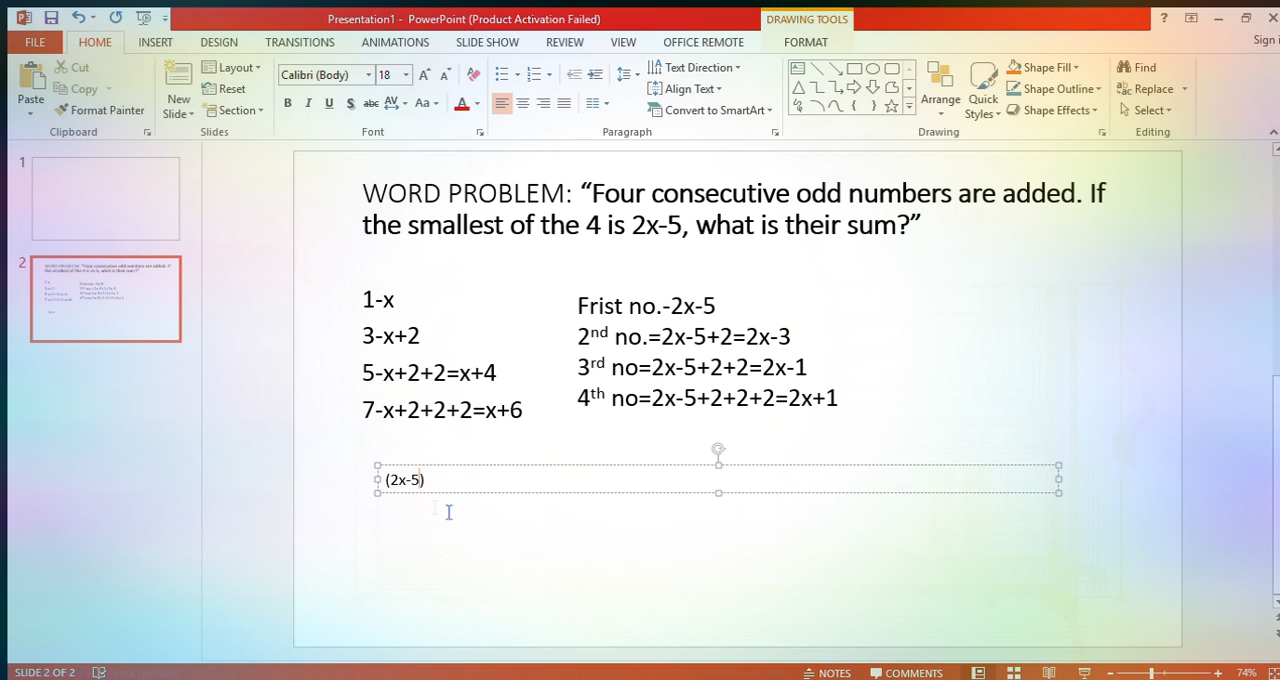 Presentation1 - PowerPoint (Product Activation Failed)
DRAWING TOOLS
?
FILE HOME INSERT DESIGN TRANSITIONS ANIMATIONS SLIDE SHOW REVIEW VIEW OFFICE REMOTE FORMAT
Sign i
Paste
Cut
Copy
Format Painter
Clipboard
New
Slide
Layout
Reset
Section
Slides
Calibri (Body) 18
B I U S abc AV Aa A
Font
Text Direction
Align Text
Convert to SmartArt
Paragraph
Arrange
Quick
Styles
Shape Fill
Shape Outline
Shape Effects
Drawing
Find
Replace
Select
Editing
1
2
WORD PROBLEM: “Four consecutive odd numbers are added. If
the smallest of the 4 is 2x-5, what is their sum?”
1-x
3-x+2
5-x+2+2=x+4
7-x+2+2+2=x+6
Frist no.-2x-5
2nd no.=2x-5+2=2x-3
3rd no=2x-5+2+2=2x-1
4th no=2x-5+2+2+2=2x+1
(2x-5)
SLIDE 2 OF 2
NOTES
COMMENTS
74%